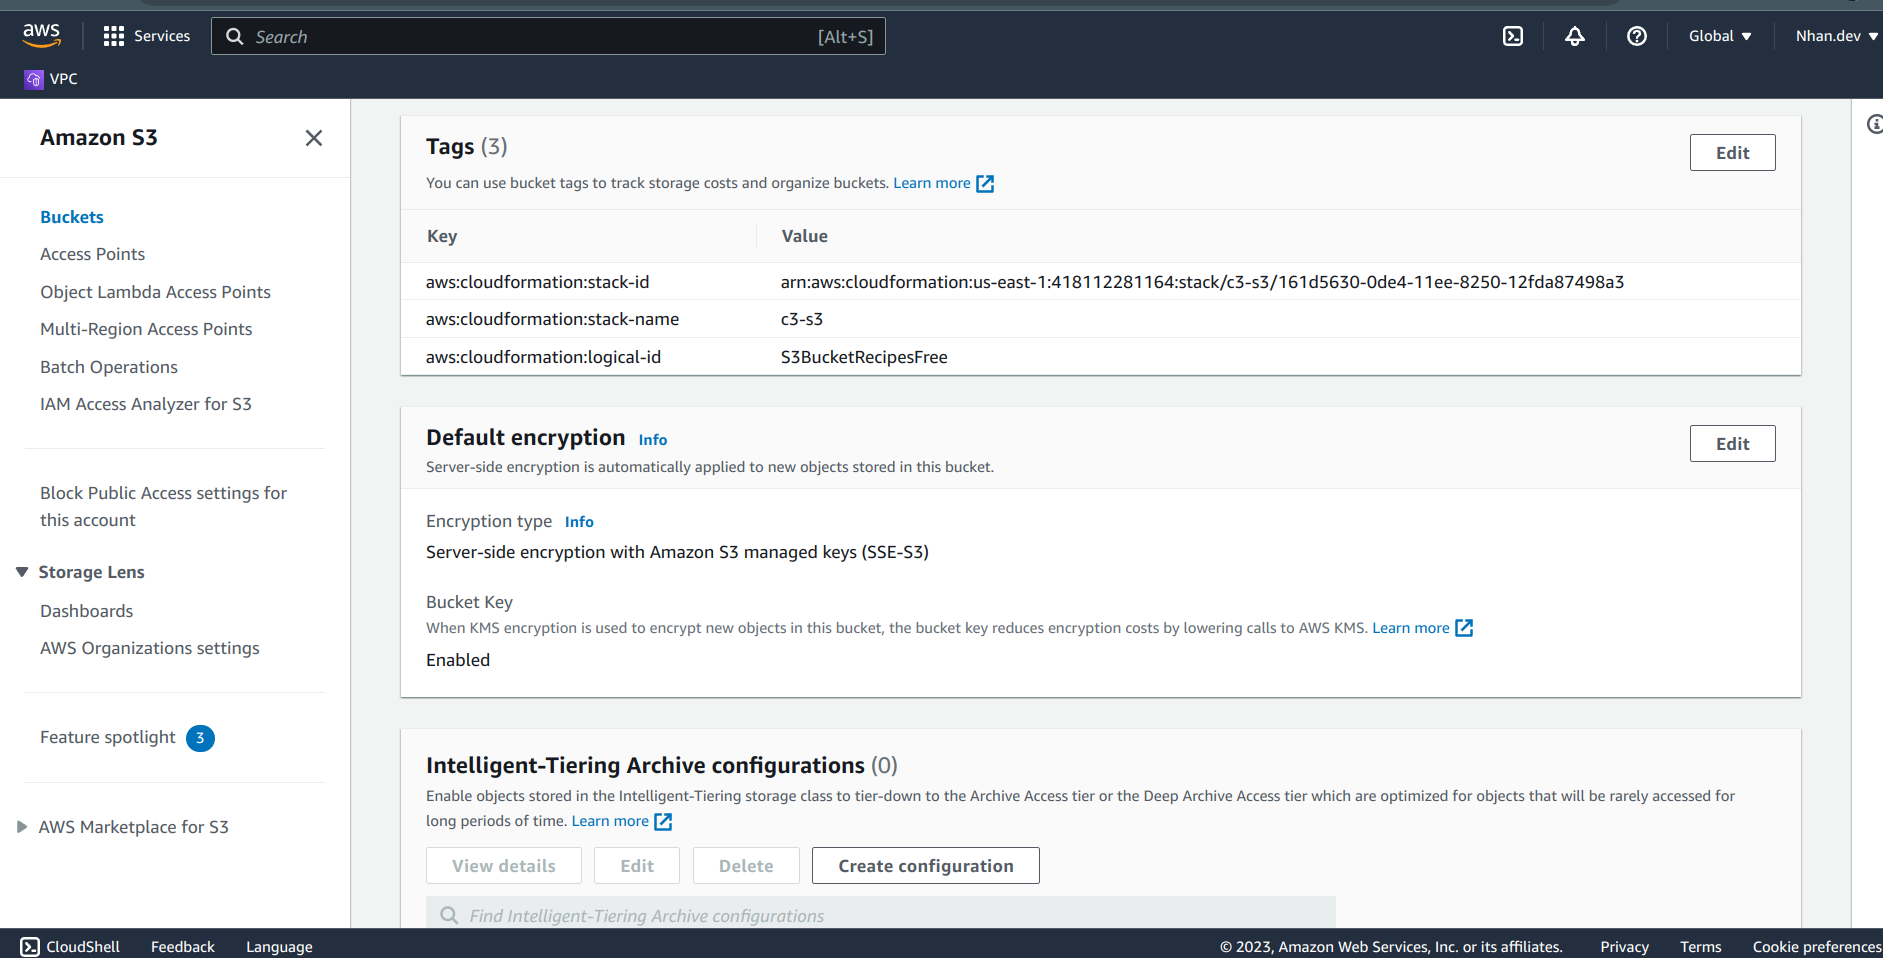 aws
Services
Search
[Alt+S]
Global
Nhan.dev
VPC
Amazon S3
Buckets
Access Points
Object Lambda Access Points
Multi-Region Access Points
Batch Operations
IAM Access Analyzer for S3
Block Public Access settings for
this account
Storage Lens
Dashboards
AWS Organizations settings
Feature spotlight 3
AWS Marketplace for S3
Tags (3)
Edit
You can use bucket tags to track storage costs and organize buckets. Learn more
Key Value
aws:cloudformation:stack-id arn:aws:cloudformation:us-east-1:418112281164:stack/c3-s3/161d5630-0de4-11ee-8250-12fda87498a3
aws:cloudformation:stack-name c3-s3
aws:cloudformation:logical-id S3BucketRecipesFree
Default encryption Info
Edit
Server-side encryption is automatically applied to new objects stored in this bucket.
Encryption type Info
Server-side encryption with Amazon S3 managed keys (SSE-S3)
Bucket Key
When KMS encryption is used to encrypt new objects in this bucket, the bucket key reduces encryption costs by lowering calls to AWS KMS. Learn more
Enabled
Intelligent-Tiering Archive configurations (0)
Enable objects stored in the Intelligent-Tiering storage class to tier-down to the Archive Access tier or the Deep Archive Access tier which are optimized for objects that will be rarely accessed for
long periods of time. Learn more
View details Edit Delete Create configuration
Find Intelligent-Tiering Archive configurations
CloudShell Feedback Language © 2023, Amazon Web Services, Inc. or its affiliates. Privacy Terms Cookie preferences